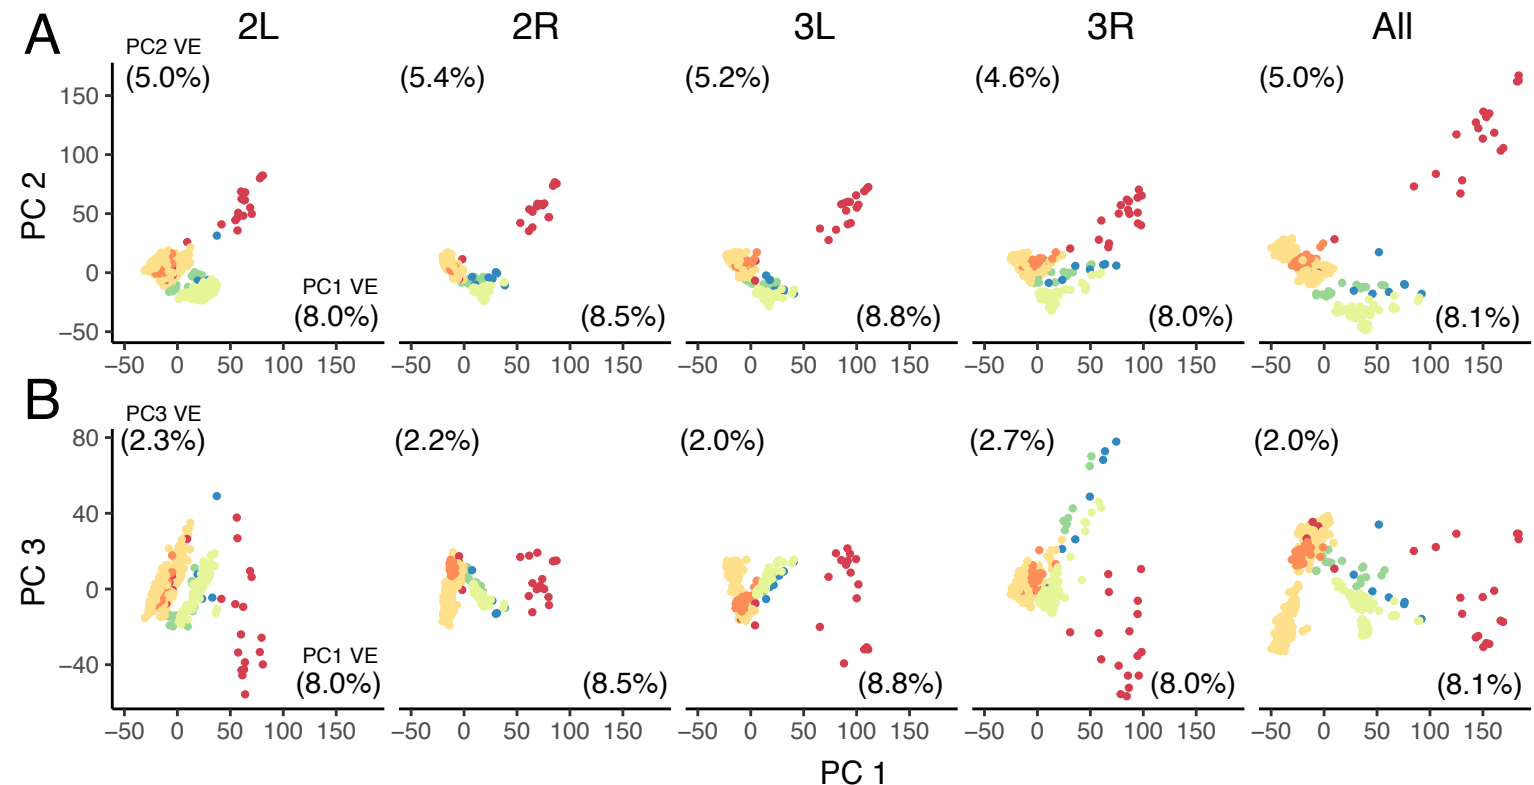 A
2L 2R 3L 3R All
PC2 VE
(5.0%) (5.4%) (5.2%) (4.6%) (5.0%)
150
100
50
0
−50
PC 2
PC1 VE
(8.0%) (8.5%) (8.8%) (8.0%) (8.1%)
−50 0 50 100 150 −50 0 50 100 150 −50 0 50 100 150 −50 0 50 100 150 −50 0 50 100 150
B
PC3 VE
(2.3%) (2.2%) (2.0%) (2.7%) (2.0%)
80
40
0
−40
PC 3
PC1 VE
(8.0%) (8.5%) (8.8%) (8.0%) (8.1%)
−50 0 50 100 150 −50 0 50 100 150 −50 0 50 100 150 −50 0 50 100 150 −50 0 50 100 150
PC 1